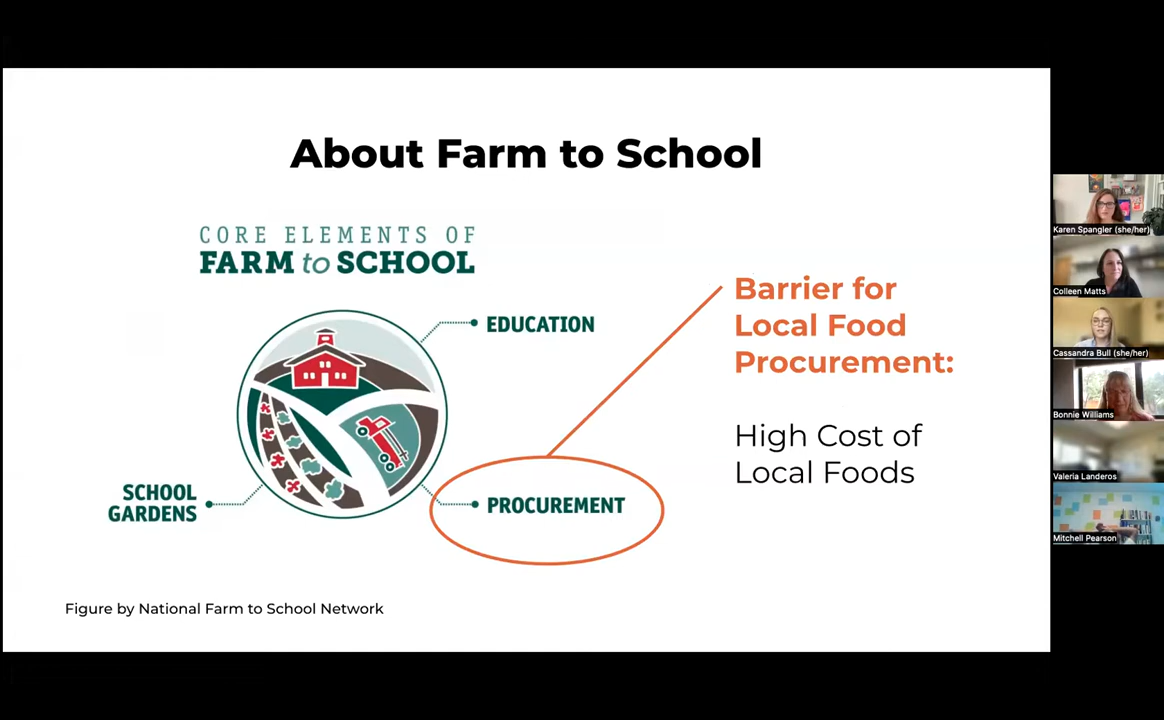 About Farm to School
CORE ELEMENTS OF
FARM to SCHOOL
EDUCATION
SCHOOL
GARDENS
PROCUREMENT
Barrier for
Local Food
Procurement:
High Cost of
Local Foods
Figure by National Farm to School Network
Karen Spangler (she/her)
Colleen Matts
Cassandra Bull (she/her)
Bonnie Williams
Valeria Landeros
Mitchell Pearson